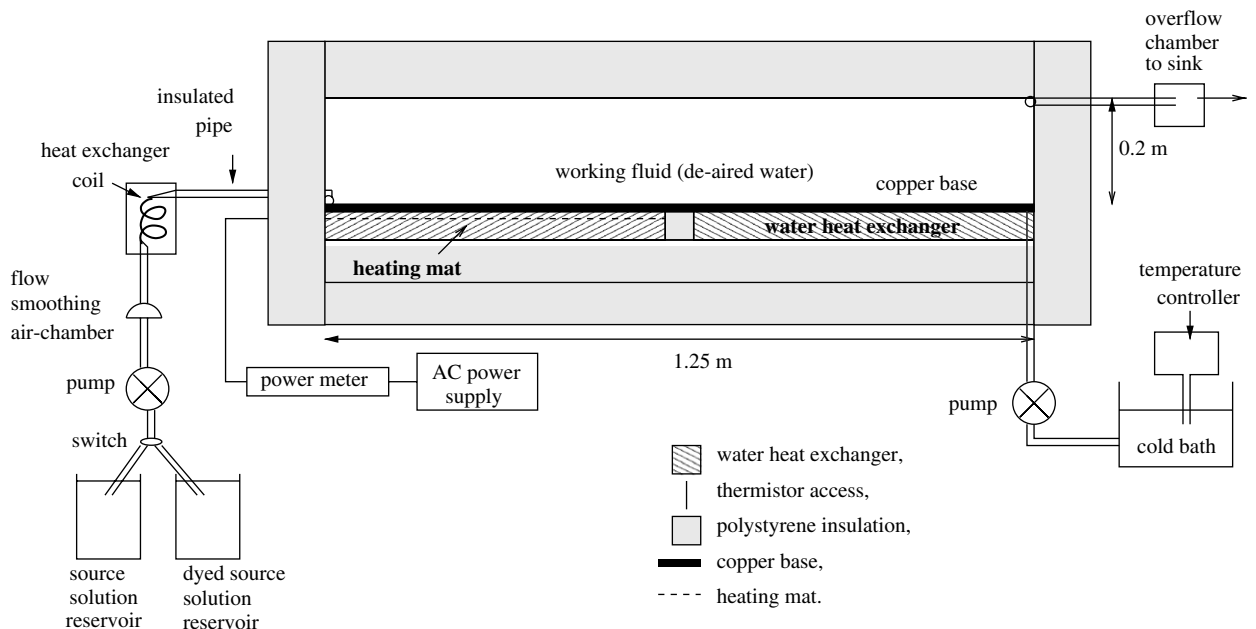 overflow
chamber
to sink
insulated
pipe
heat exchanger
coil
0.2 m
working fluid (de-aired water)
copper base
water heat exchanger
heating mat
flow
smoothing
air-chamber
temperature
controller
1.25 m
pump
power meter
AC power
supply
pump
switch
cold bath
water heat exchanger,
thermistor access,
polystyrene insulation,
copper base,
heating mat.
source
solution
reservoir
dyed source
solution
reservoir